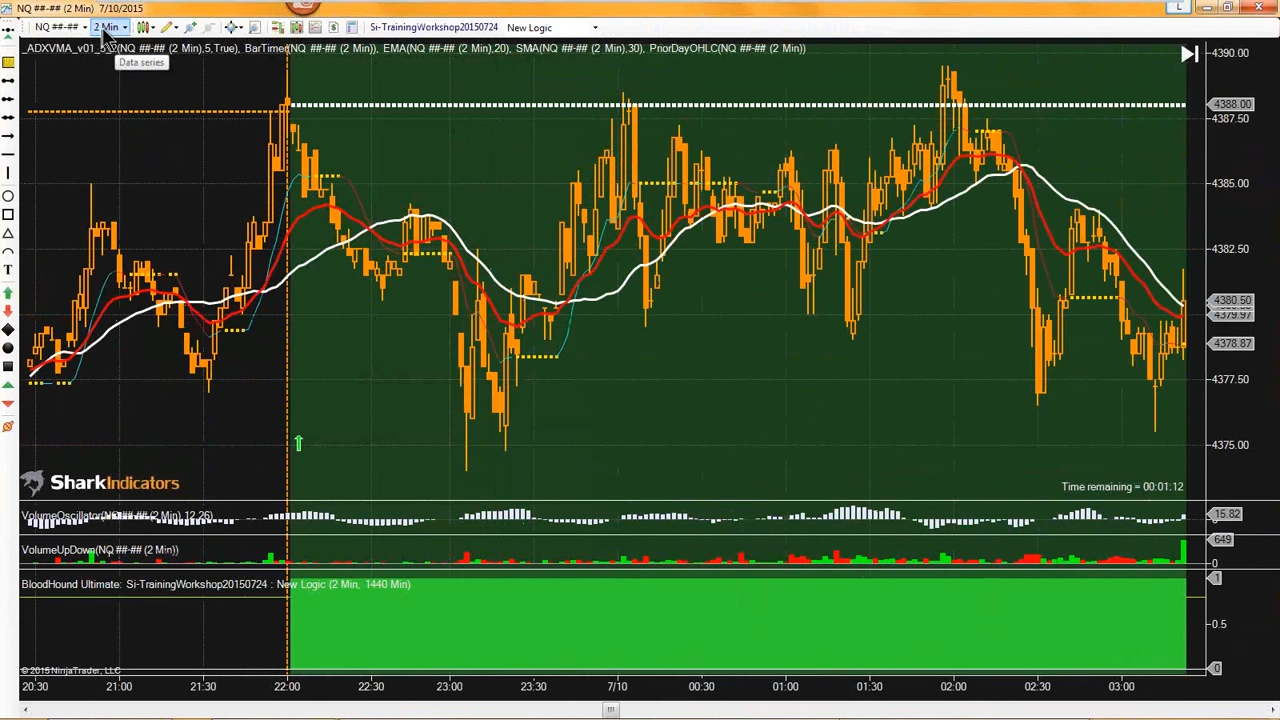 NQ ##-## (2 Min) 7/10/2015
L
NQ ##-## 2 Min Si-TrainingWorkshop20150724 New Logic
(NQ ##-## (2 Min),5,True), BarTimer(NQ ##-## (2 Min)), EMA(NQ ##-## (2 Min),20), SMA(NQ ##-## (2 Min),30), PriorDayOHLC(NQ ##-## (2 Min))
Data series
T
4390.00
4388.00
4387.50
4385.00
4382.50
4380.50
4379.97
4378.87
4377.50
4375.00
SharkIndicators
Time remaining = 00:01:12
VolumeOscillator(NQ ##-## (2 Min),12,26)
15.82
VolumeUpDown(NQ ##-## (2 Min))
649
0
BloodHound Ultimate: Si-TrainingWorkshop20150724 : New Logic (2 Min, 1440 Min)
1
0.5
0
© 2015 NinjaTrader, LLC
20:30 21:00 21:30 22:00 22:30 23:00 23:30 7/10 00:30 01:00 01:30 02:00 02:30 03:00